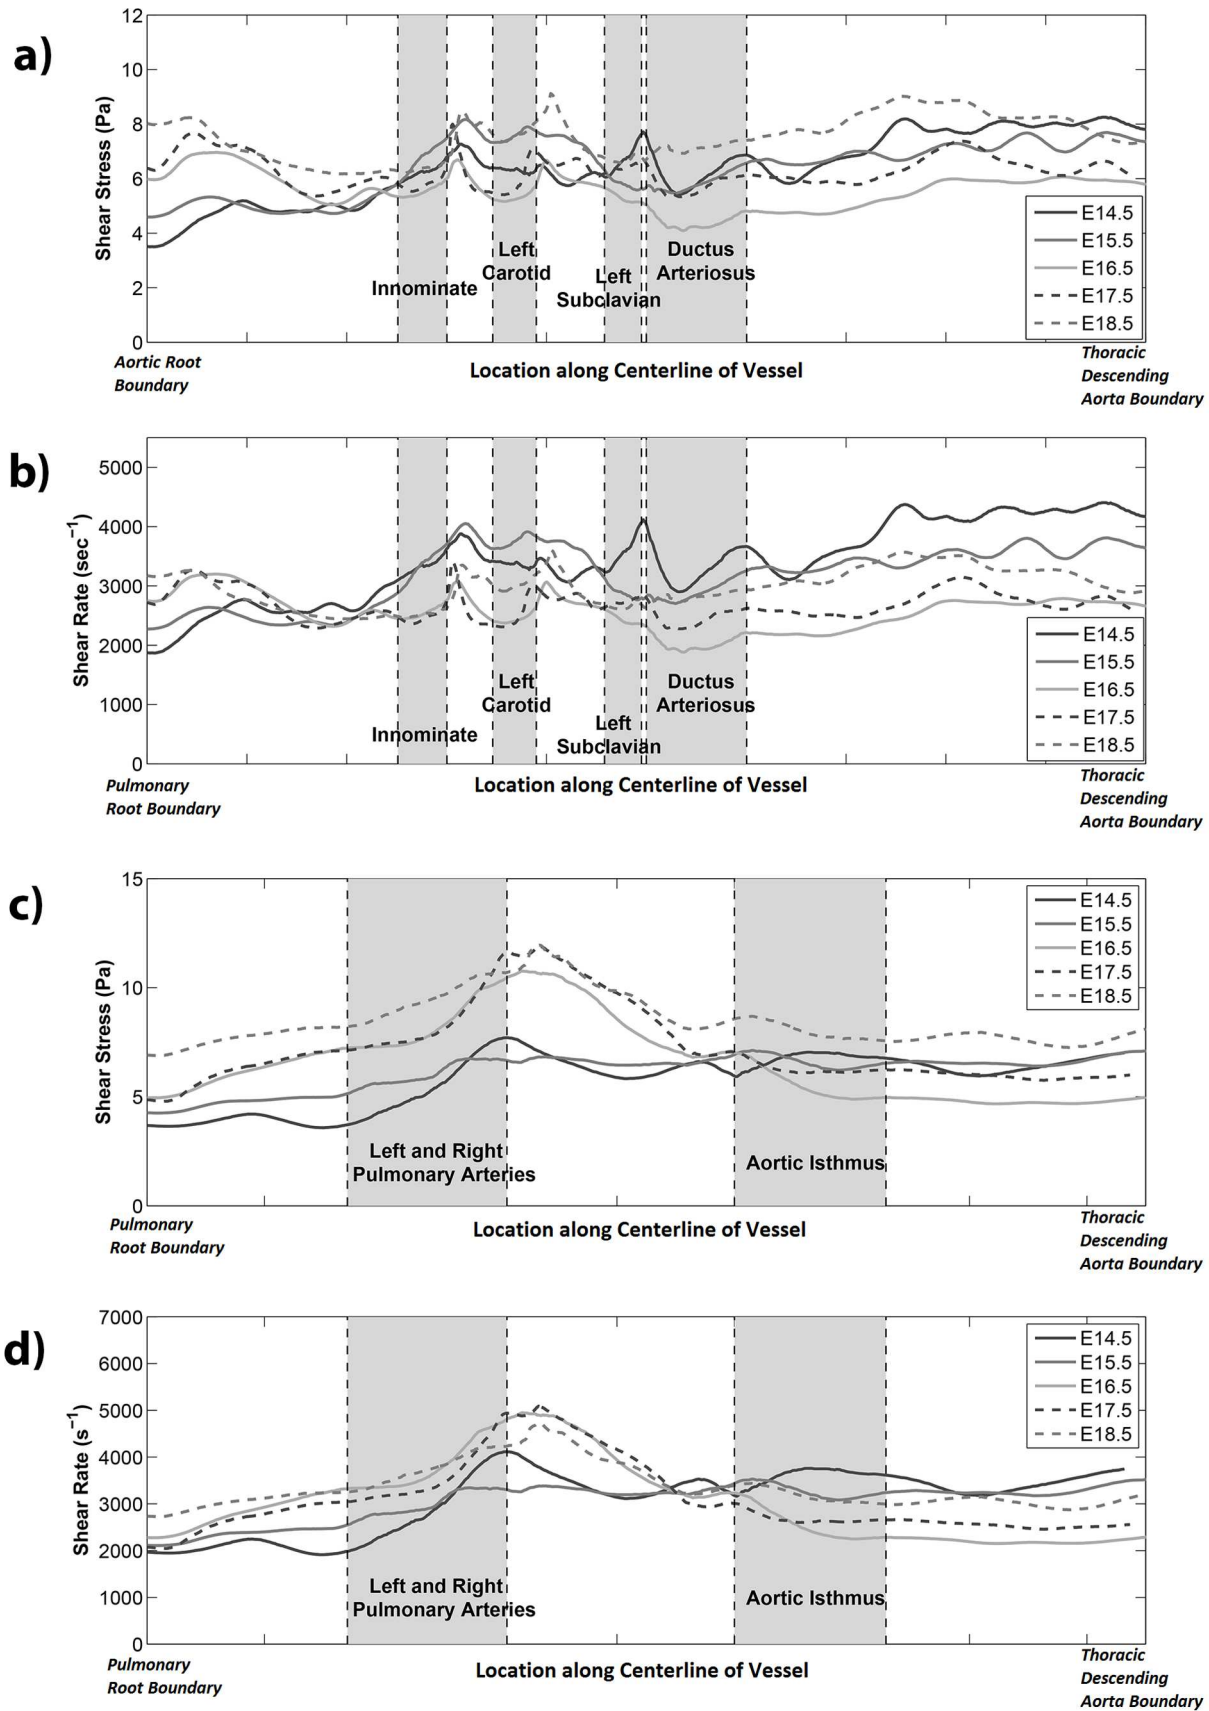 a)
Shear Stress (Pa)
12
10
8
6
4
2
0
Innominate
Left
Carotid
Left
Subclavian
Ductus
Arteriosus
E14.5
E15.5
E16.5
E17.5
E18.5
Aortic Root
Boundary
Location along Centerline of Vessel
Thoracic
Descending
Aorta Boundary
b)
Shear Rate (sec⁻¹)
5000
4000
3000
2000
1000
0
Innominate
Left
Carotid
Left
Subclavian
Ductus
Arteriosus
E14.5
E15.5
E16.5
E17.5
E18.5
Pulmonary
Root Boundary
Location along Centerline of Vessel
Thoracic
Descending
Aorta Boundary
c)
Shear Stress (Pa)
15
10
5
0
Left and Right
Pulmonary Arteries
Aortic Isthmus
E14.5
E15.5
E16.5
E17.5
E18.5
Pulmonary
Root Boundary
Location along Centerline of Vessel
Thoracic
Descending
Aorta Boundary
d)
Shear Rate (s⁻¹)
7000
6000
5000
4000
3000
2000
1000
0
Left and Right
Pulmonary Arteries
Aortic Isthmus
E14.5
E15.5
E16.5
E17.5
E18.5
Pulmonary
Root Boundary
Location along Centerline of Vessel
Thoracic
Descending
Aorta Boundary